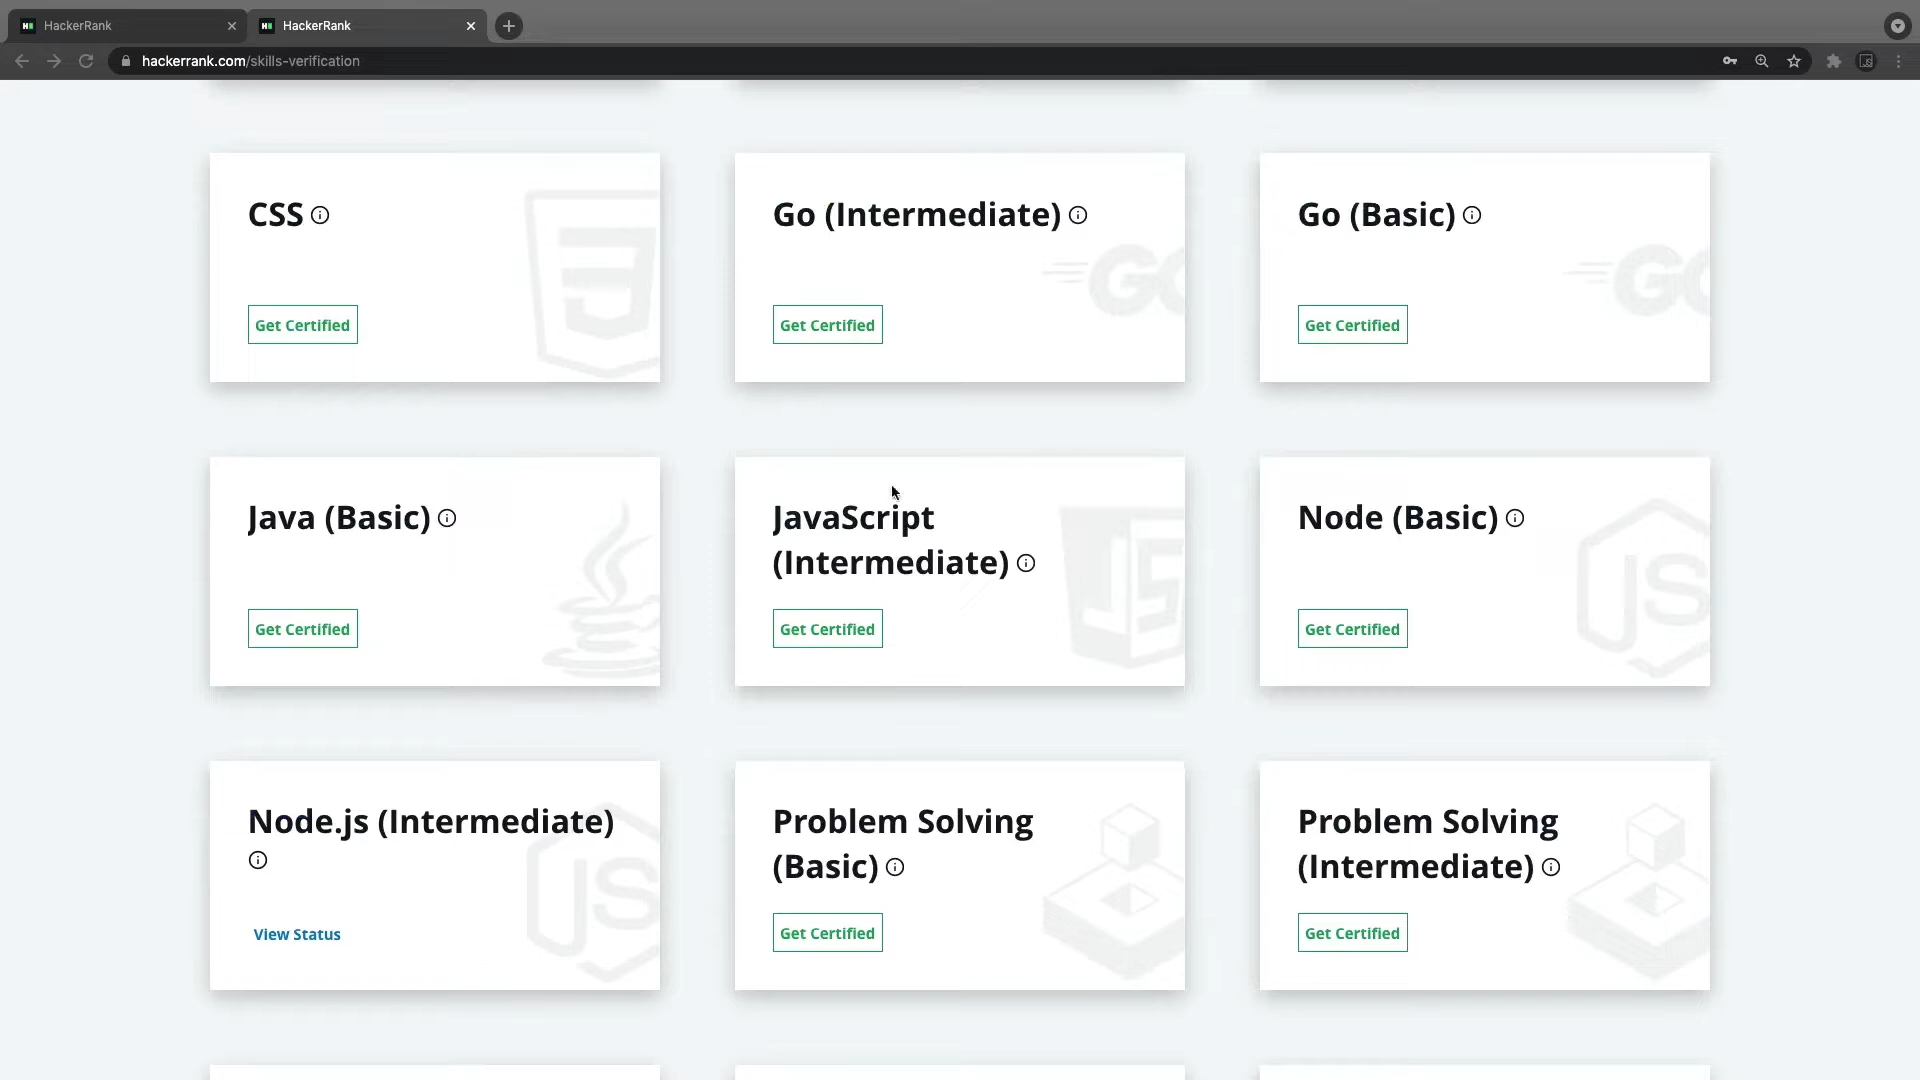 HackerRank
HackerRank
hackerrank.com/skills-verification
CSS
Go (Intermediate)
Go (Basic)
Get Certified
Get Certified
Get Certified
Java (Basic)
JavaScript
(Intermediate)
Node (Basic)
Get Certified
Get Certified
Get Certified
Node.js (Intermediate)
Problem Solving
(Basic)
Problem Solving
(Intermediate)
View Status
Get Certified
Get Certified